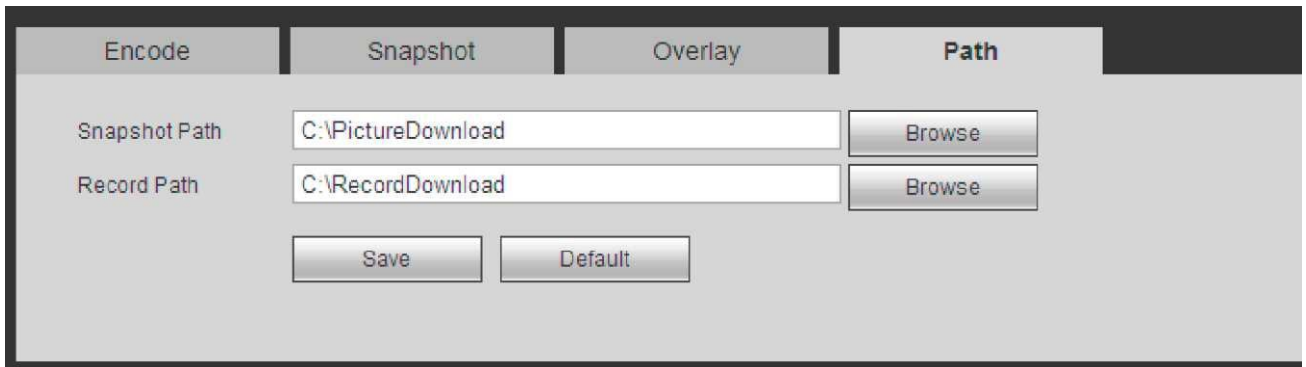 Encode Snapshot Overlay Path
Snapshot Path C:\PictureDownload Browse
Record Path C:\RecordDownload Browse
Save Default